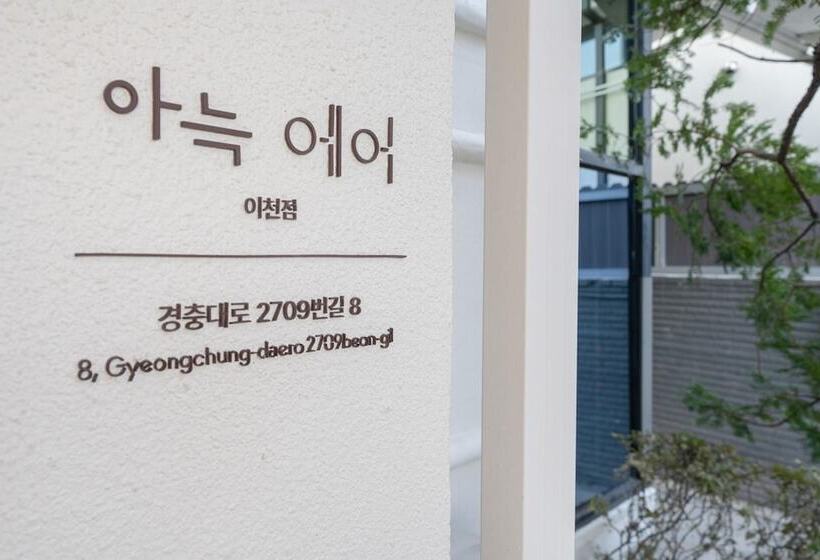 아늑 에어
이천점
경충대로 2709번길 8
8, Gyeongchung-daero 2709beon-gil